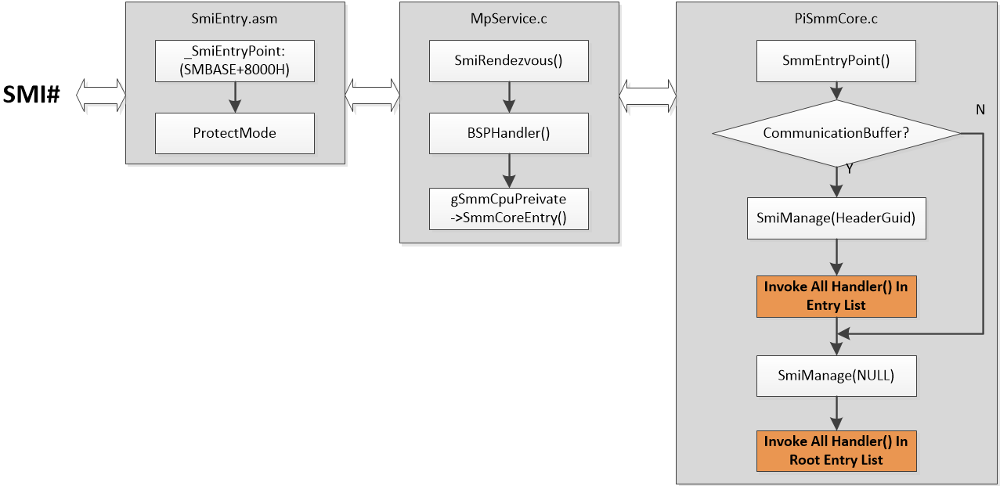 SMI#
SmiEntry.asm
_SmiEntryPoint:
(SMBASE+8000H)
ProtectMode
MpService.c
SmiRendezvous()
BSPHandler()
gSmmCpuPreivate
->SmmCoreEntry()
PiSmmCore.c
SmmEntryPoint()
CommunicationBuffer?
N
Y
SmiManage(HeaderGuid)
Invoke All Handler() In
Entry List
SmiManage(NULL)
Invoke All Handler() In
Root Entry List